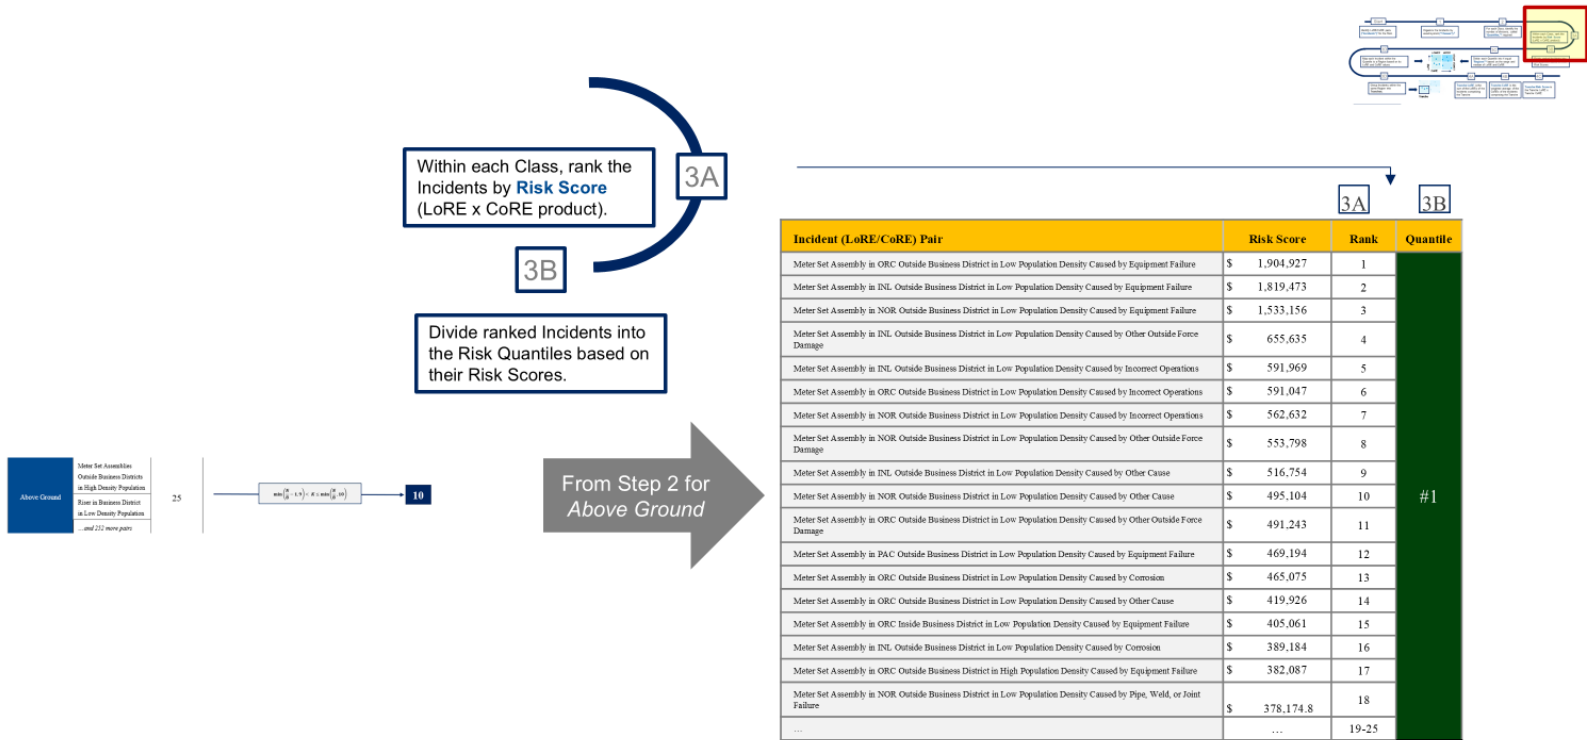 Within each Class, rank the
Incidents by Risk Score
(LoRE x CoRE product).
3A
3B
Divide ranked Incidents into
the Risk Quantiles based on
their Risk Scores.
Above Ground
Meter Set Assemblies
Outside Business Districts
in High Density Population
Riser in Business District
in Low Density Population
... and 252 more pairs
25
10
From Step 2 for
Above Ground
3A
3B
Incident (LoRE/CoRE) Pair Risk Score Rank Quantile
Meter Set Assembly in ORC Outside Business District in Low Population Density Caused by Equipment Failure $ 1,904,927 1
Meter Set Assembly in INL Outside Business District in Low Population Density Caused by Equipment Failure $ 1,819,473 2
Meter Set Assembly in NOR Outside Business District in Low Population Density Caused by Equipment Failure $ 1,533,156 3
Meter Set Assembly in INL Outside Business District in Low Population Density Caused by Other Outside Force
Damage $ 655,635 4
Meter Set Assembly in INL Outside Business District in Low Population Density Caused by Incorrect Operations $ 591,969 5
Meter Set Assembly in ORC Outside Business District in Low Population Density Caused by Incorrect Operations $ 591,047 6
Meter Set Assembly in NOR Outside Business District in Low Population Density Caused by Incorrect Operations $ 562,632 7
Meter Set Assembly in NOR Outside Business District in Low Population Density Caused by Other Outside Force
Damage $ 553,798 8
Meter Set Assembly in INL Outside Business District in Low Population Density Caused by Other Cause $ 516,754 9
Meter Set Assembly in NOR Outside Business District in Low Population Density Caused by Other Cause $ 495,104 10
#1
Meter Set Assembly in ORC Outside Business District in Low Population Density Caused by Other Outside Force
Damage $ 491,243 11
Meter Set Assembly in PAC Outside Business District in Low Population Density Caused by Equipment Failure $ 469,194 12
Meter Set Assembly in ORC Outside Business District in Low Population Density Caused by Corrosion $ 465,075 13
Meter Set Assembly in ORC Outside Business District in Low Population Density Caused by Other Cause $ 419,926 14
Meter Set Assembly in ORC Inside Business District in Low Population Density Caused by Equipment Failure $ 405,061 15
Meter Set Assembly in INL Outside Business District in Low Population Density Caused by Corrosion $ 389,184 16
Meter Set Assembly in ORC Outside Business District in High Population Density Caused by Equipment Failure $ 382,087 17
Meter Set Assembly in NOR Outside Business District in Low Population Density Caused by Pipe, Weld, or Joint
Failure $ 378,174.8 18
... ... 19-25